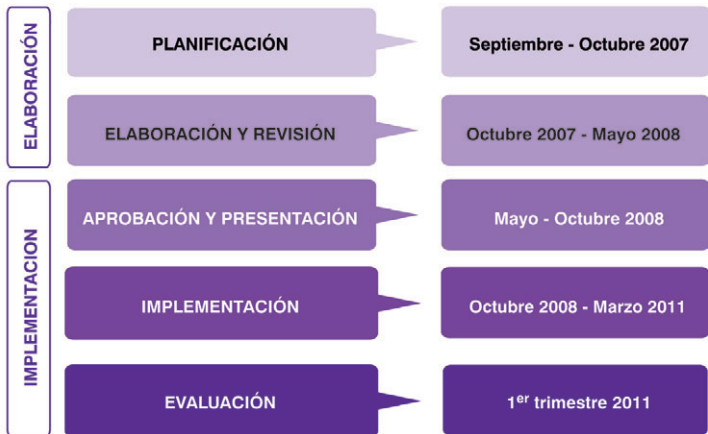 ELABORACIÓN
PLANIFICACIÓN
Septiembre - Octubre 2007
ELABORACIÓN Y REVISIÓN
Octubre 2007 - Mayo 2008
IMPLEMENTACION
APROBACIÓN Y PRESENTACIÓN
Mayo - Octubre 2008
IMPLEMENTACIÓN
Octubre 2008 - Marzo 2011
EVALUACIÓN
1er trimestre 2011